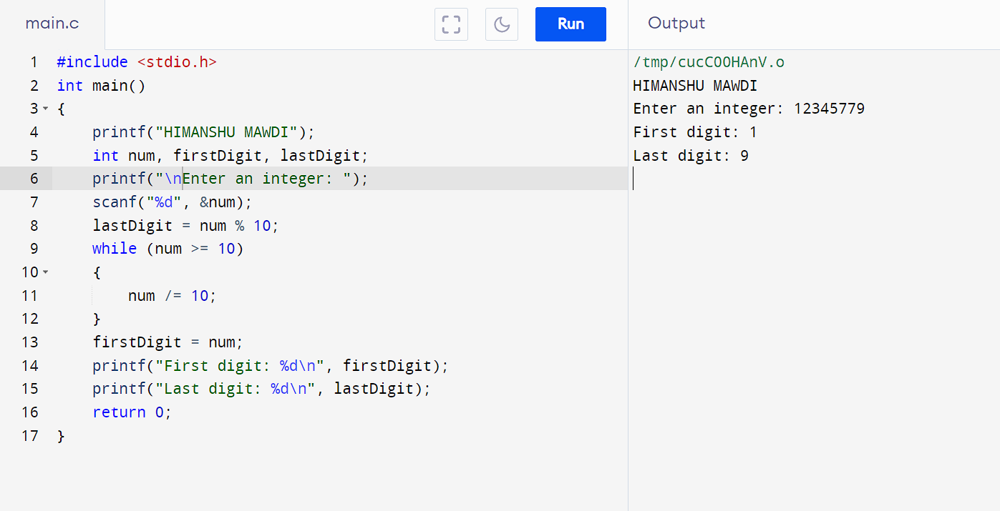 main.c
Run
Output
1 #include <stdio.h>
2 int main()
3 {
4     printf("HIMANSHU MAWDI");
5     int num, firstDigit, lastDigit;
6     printf("\nEnter an integer: ");
7     scanf("%d", &num);
8     lastDigit = num % 10;
9     while (num >= 10)
10     {
11         num /= 10;
12     }
13     firstDigit = num;
14     printf("First digit: %d\n", firstDigit);
15     printf("Last digit: %d\n", lastDigit);
16     return 0;
17 }
/tmp/cucCOOHAnV.o
HIMANSHU MAWDI
Enter an integer: 12345779
First digit: 1
Last digit: 9